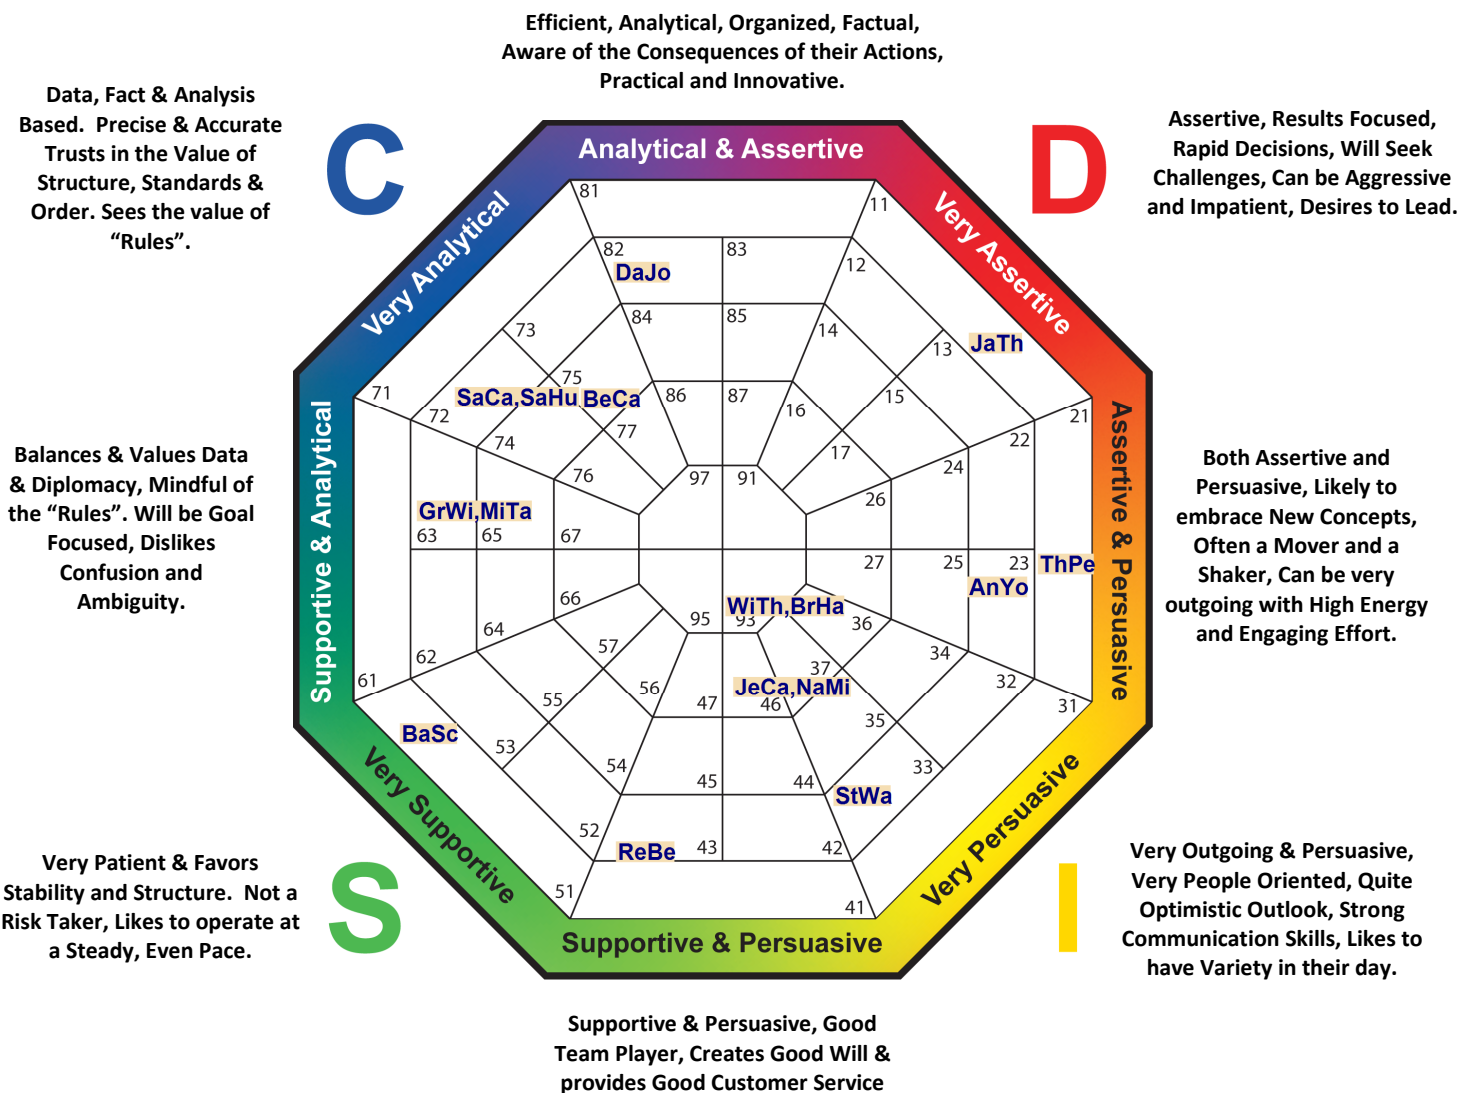 Efficient, Analytical, Organized, Factual,
Aware of the Consequences of their Actions,
Practical and Innovative.
Data, Fact & Analysis
Based.  Precise & Accurate
Trusts in the Value of
Structure, Standards &
Order. Sees the value of
“Rules”.
C
D
Assertive, Results Focused,
Rapid Decisions, Will Seek
Challenges, Can be Aggressive
and Impatient, Desires to Lead.
Analytical & Assertive
Very Analytical
Very Assertive
81
11
82
83
12
DaJo
84
85
14
73
13
JaTh
75
SaCa,SaHu
BeCa
86
87
16
15
71
72
21
22
74
77
17
24
76
97
91
26
Supportive & Analytical
Assertive & Persuasive
Balances & Values Data
& Diplomacy, Mindful of
the “Rules”. Will be Goal
Focused, Dislikes
Confusion and
Ambiguity.
Both Assertive and
Persuasive, Likely to
embrace New Concepts,
Often a Mover and a
Shaker, Can be very
outgoing with High Energy
and Engaging Effort.
GrWi,MiTa
63
65
67
27
25
23
ThPe
AnYo
66
WiTh,BrHa
95
93
36
64
57
34
62
37
61
56
JeCa,NaMi
32
55
47
46
31
35
BaSc
53
54
45
44
33
StWa
52
ReBe
43
42
51
41
Very Supportive
Very Persuasive
Supportive & Persuasive
S
I
Very Patient & Favors
Stability and Structure.  Not a
Risk Taker, Likes to operate at
a Steady, Even Pace.
Very Outgoing & Persuasive,
Very People Oriented, Quite
Optimistic Outlook, Strong
Communication Skills, Likes to
have Variety in their day.
Supportive & Persuasive, Good
Team Player, Creates Good Will &
provides Good Customer Service